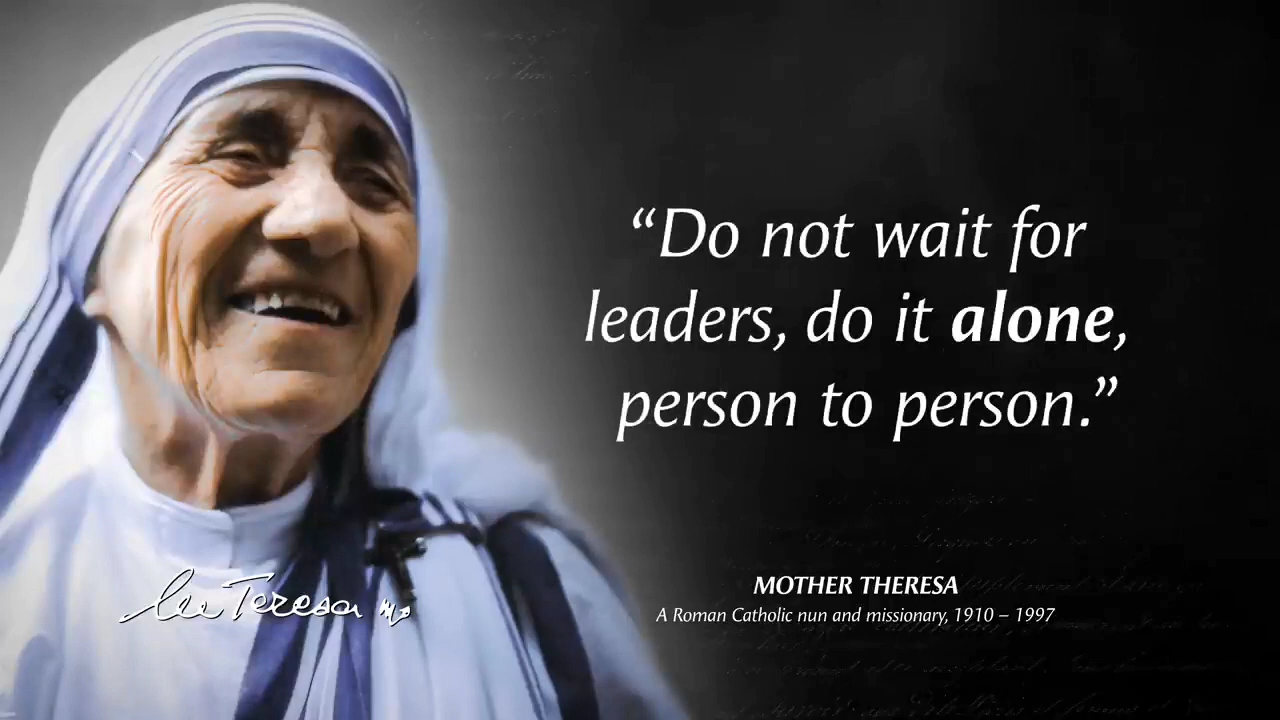 “Do not wait for
leaders, do it alone,
person to person.”
Teresa
MOTHER THERESA
A Roman Catholic nun and missionary, 1910 – 1997